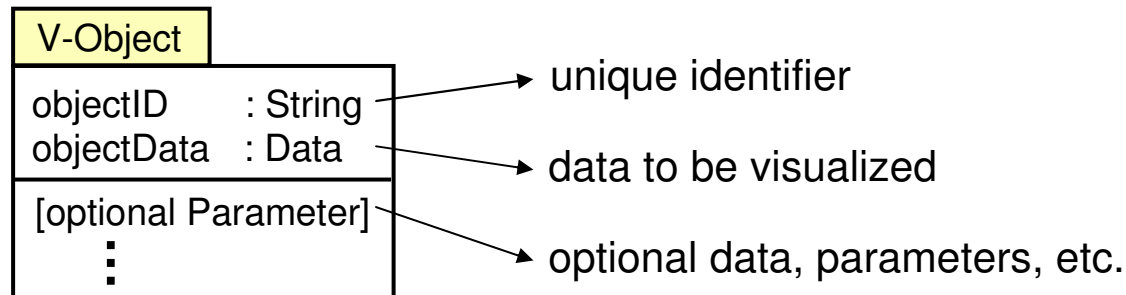 V-Object
objectID : String
unique identifier
objectData : Data
data to be visualized
[optional Parameter]
optional data, parameters, etc.